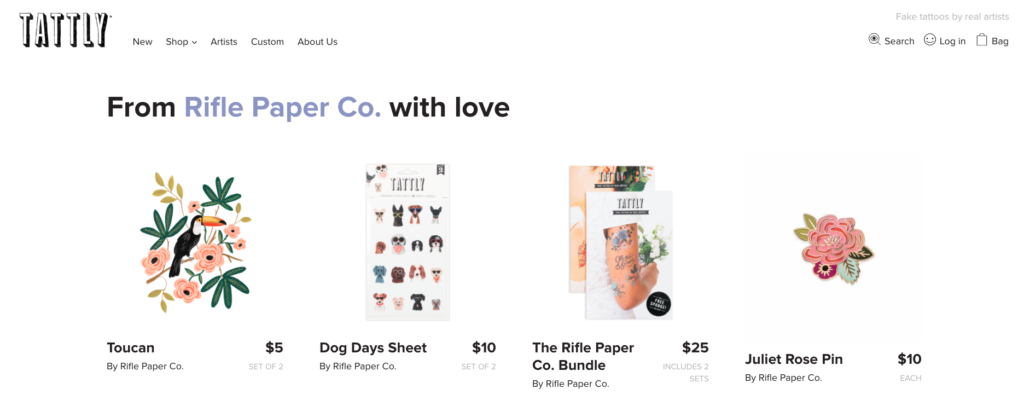 TATTLY
Fake tattoos by real artists
New Shop Artists Custom About Us
Search Log in Bag
From Rifle Paper Co. with love
TATTLY
TATTLY
TATTLY
Toucan $5
By Rifle Paper Co. SET OF 2
Dog Days Sheet $10
By Rifle Paper Co. SET OF 2
The Rifle Paper $25
Co. Bundle INCLUDES 2
SETS
By Rifle Paper Co.
Juliet Rose Pin $10
By Rifle Paper Co. EACH